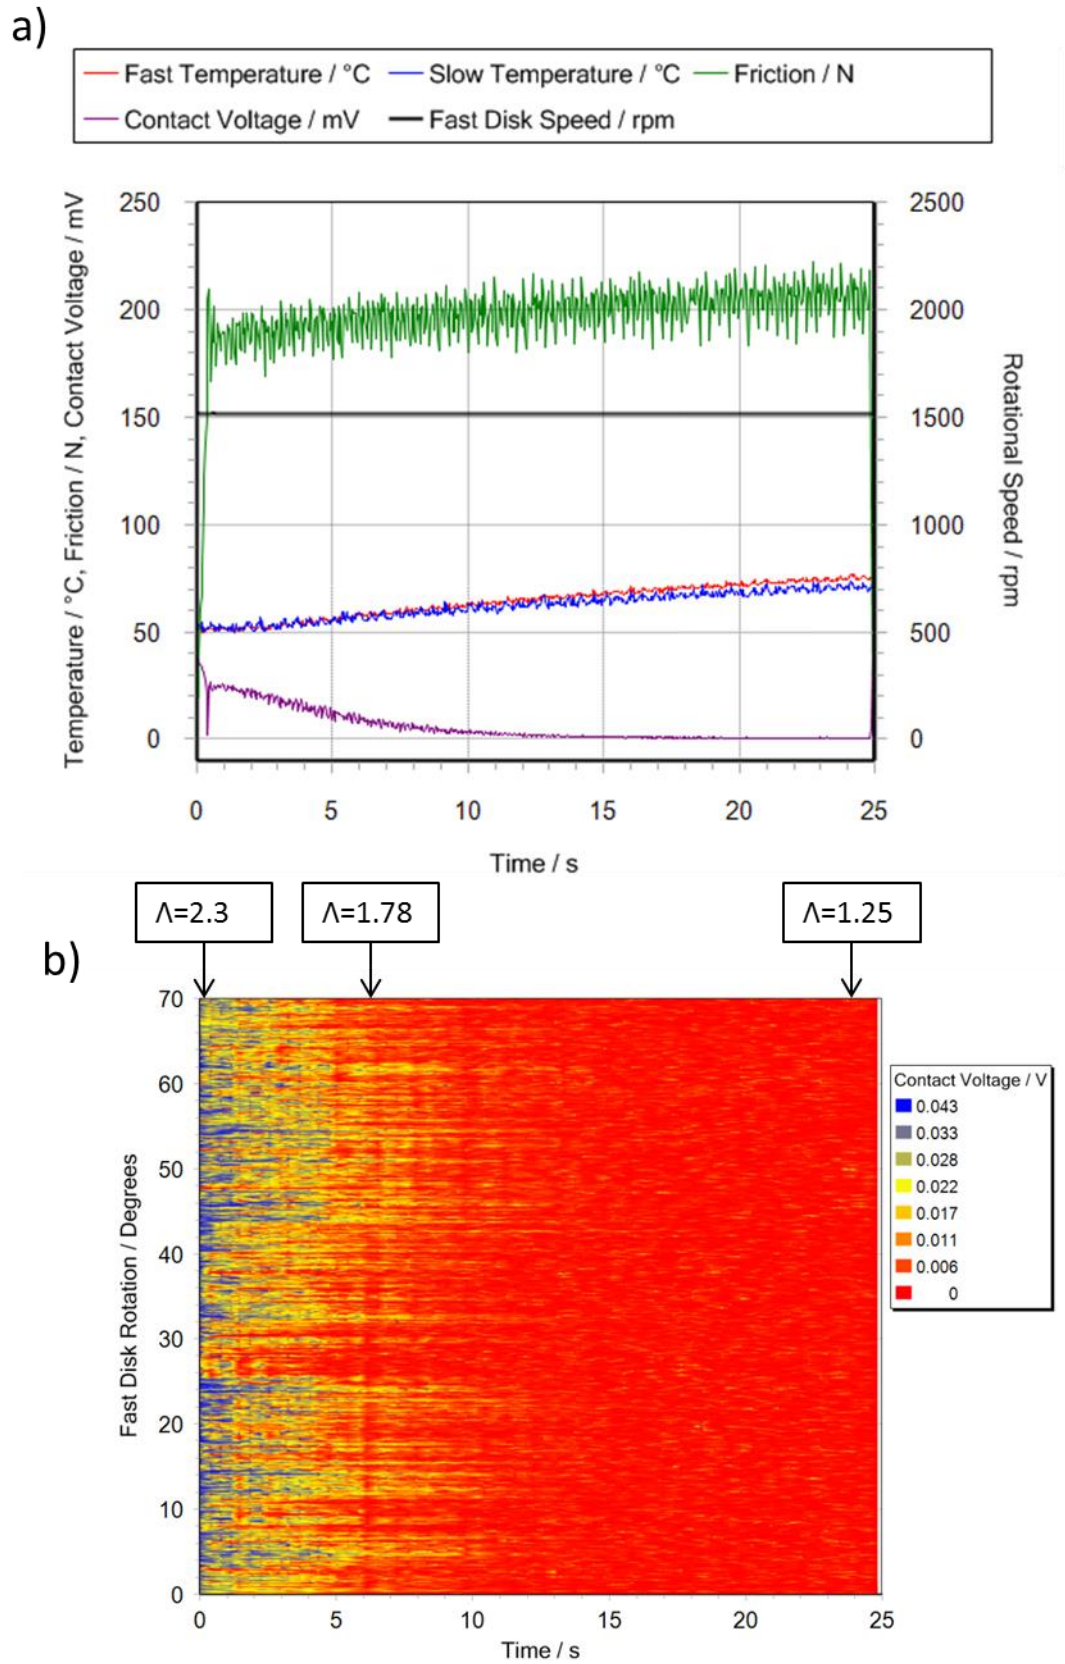 a)
Fast Temperature / °C Slow Temperature / °C Friction / N
Contact Voltage / mV Fast Disk Speed / rpm
Temperature / °C, Friction / N, Contact Voltage / mV
250
200
150
100
50
0
2500
2000
1500
1000
500
0
Rotational Speed / rpm
0 5 10 15 20 25
Time / s
Λ=2.3 Λ=1.78 Λ=1.25
b)
Fast Disk Rotation / Degrees
70
60
50
40
30
20
10
0
0 5 10 15 20 25
Time / s
Contact Voltage / V
0.043
0.033
0.028
0.022
0.017
0.011
0.006
0